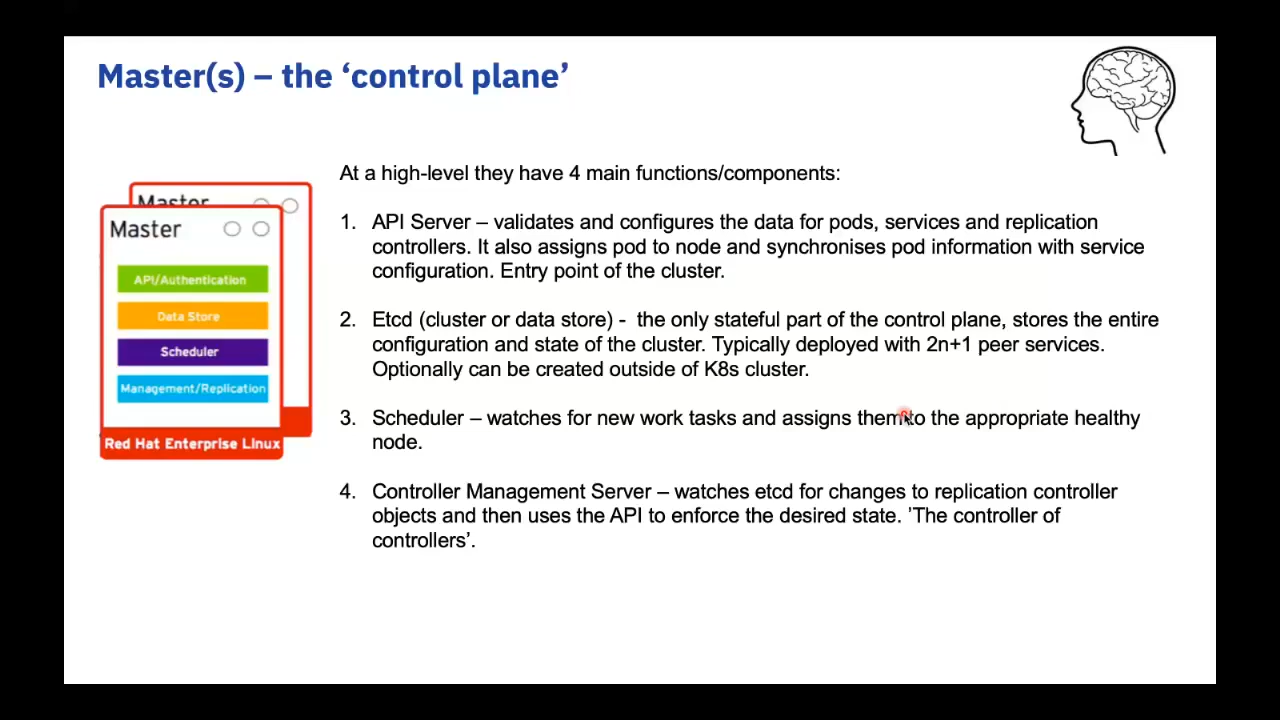 Master(s) – the ‘control plane’
At a high-level they have 4 main functions/components:
Master
Master
API/Authentication
Data Store
Scheduler
Management/Replication
Red Hat Enterprise Linux
1. API Server – validates and configures the data for pods, services and replication
controllers. It also assigns pod to node and synchronises pod information with service
configuration. Entry point of the cluster.
2. Etcd (cluster or data store) - the only stateful part of the control plane, stores the entire
configuration and state of the cluster. Typically deployed with 2n+1 peer services.
Optionally can be created outside of K8s cluster.
3. Scheduler – watches for new work tasks and assigns them to the appropriate healthy
node.
4. Controller Management Server – watches etcd for changes to replication controller
objects and then uses the API to enforce the desired state. ’The controller of
controllers’.